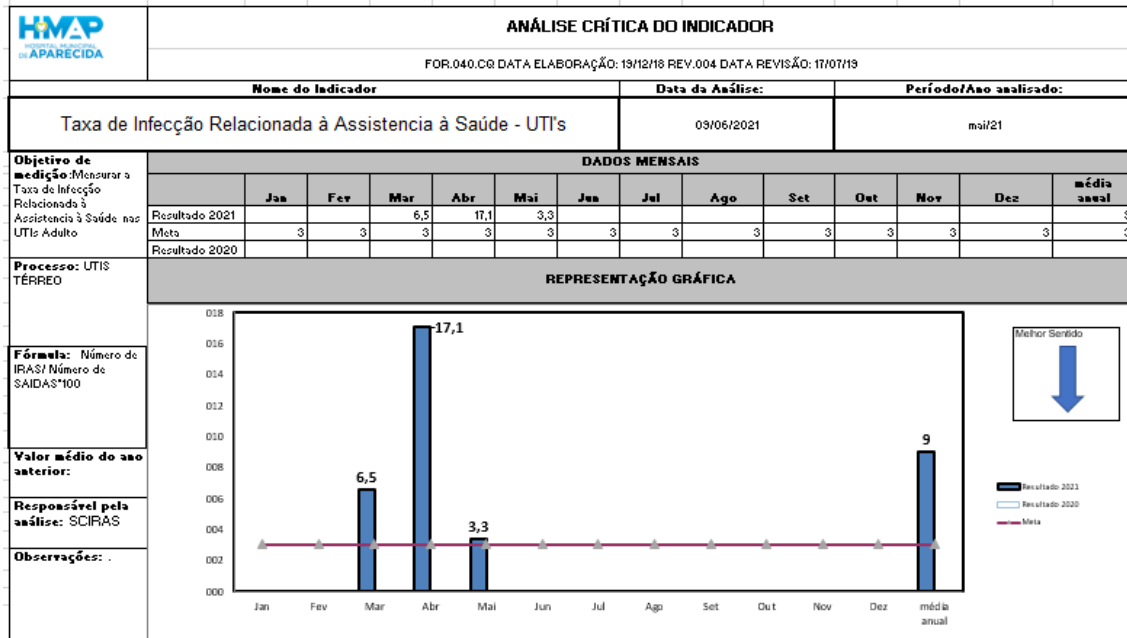 HMAP
HOSPITAL MUNICIPAL
DE APARECIDA
ANÁLISE CRÍTICA DO INDICADOR
FOR.040.CQ DATA ELABORAÇÃO: 19/12/18 REV.004 DATA REVISÃO: 17/07/19
Nome do Indicador Data da Análise: Período/Ano analisado:
Taxa de Infecção Relacionada à Assistencia à Saúde - UTI's 09/06/2021 mai/21
Objetivo de
medição:Mensurar a
Taxa de Infecção
Relacionada à
Assistencia à Saúde nas
UTIs Adulto
DADOS MENSAIS
Jan Fev Mar Abr Mai Jun Jul Ago Set Out Nov Dez média anual
Resultado 2021 6,5 17,1 3,3
Meta 3 3 3 3 3 3 3 3 3 3 3 3
Resultado 2020
Processo: UTIS
TÉRREO
REPRESENTAÇÃO GRÁFICA
Fórmula: Número de
IRAS/ Número de
SAIDAS*100
Valor médio do ano
anterior:
Responsável pela
análise: SCIRAS
Observações: .
018
016
014
012
010
008
006
004
002
000
17,1
9
6,5
3,3
Jan Fev Mar Abr Mai Jun Jul Ago Set Out Nov Dez média
anual
Melhor Sentido
Resultado 2021
Resultado 2020
Meta